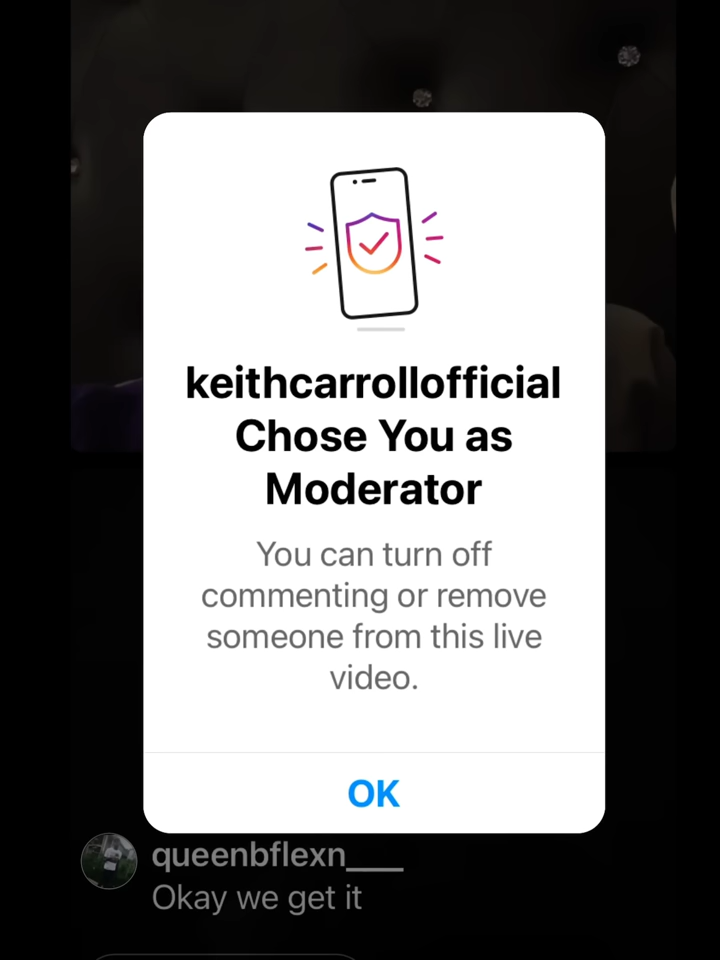 keithcarrollofficial
Chose You as
Moderator
You can turn off
commenting or remove
someone from this live
video.
OK
queenbflexn____
Okay we get it